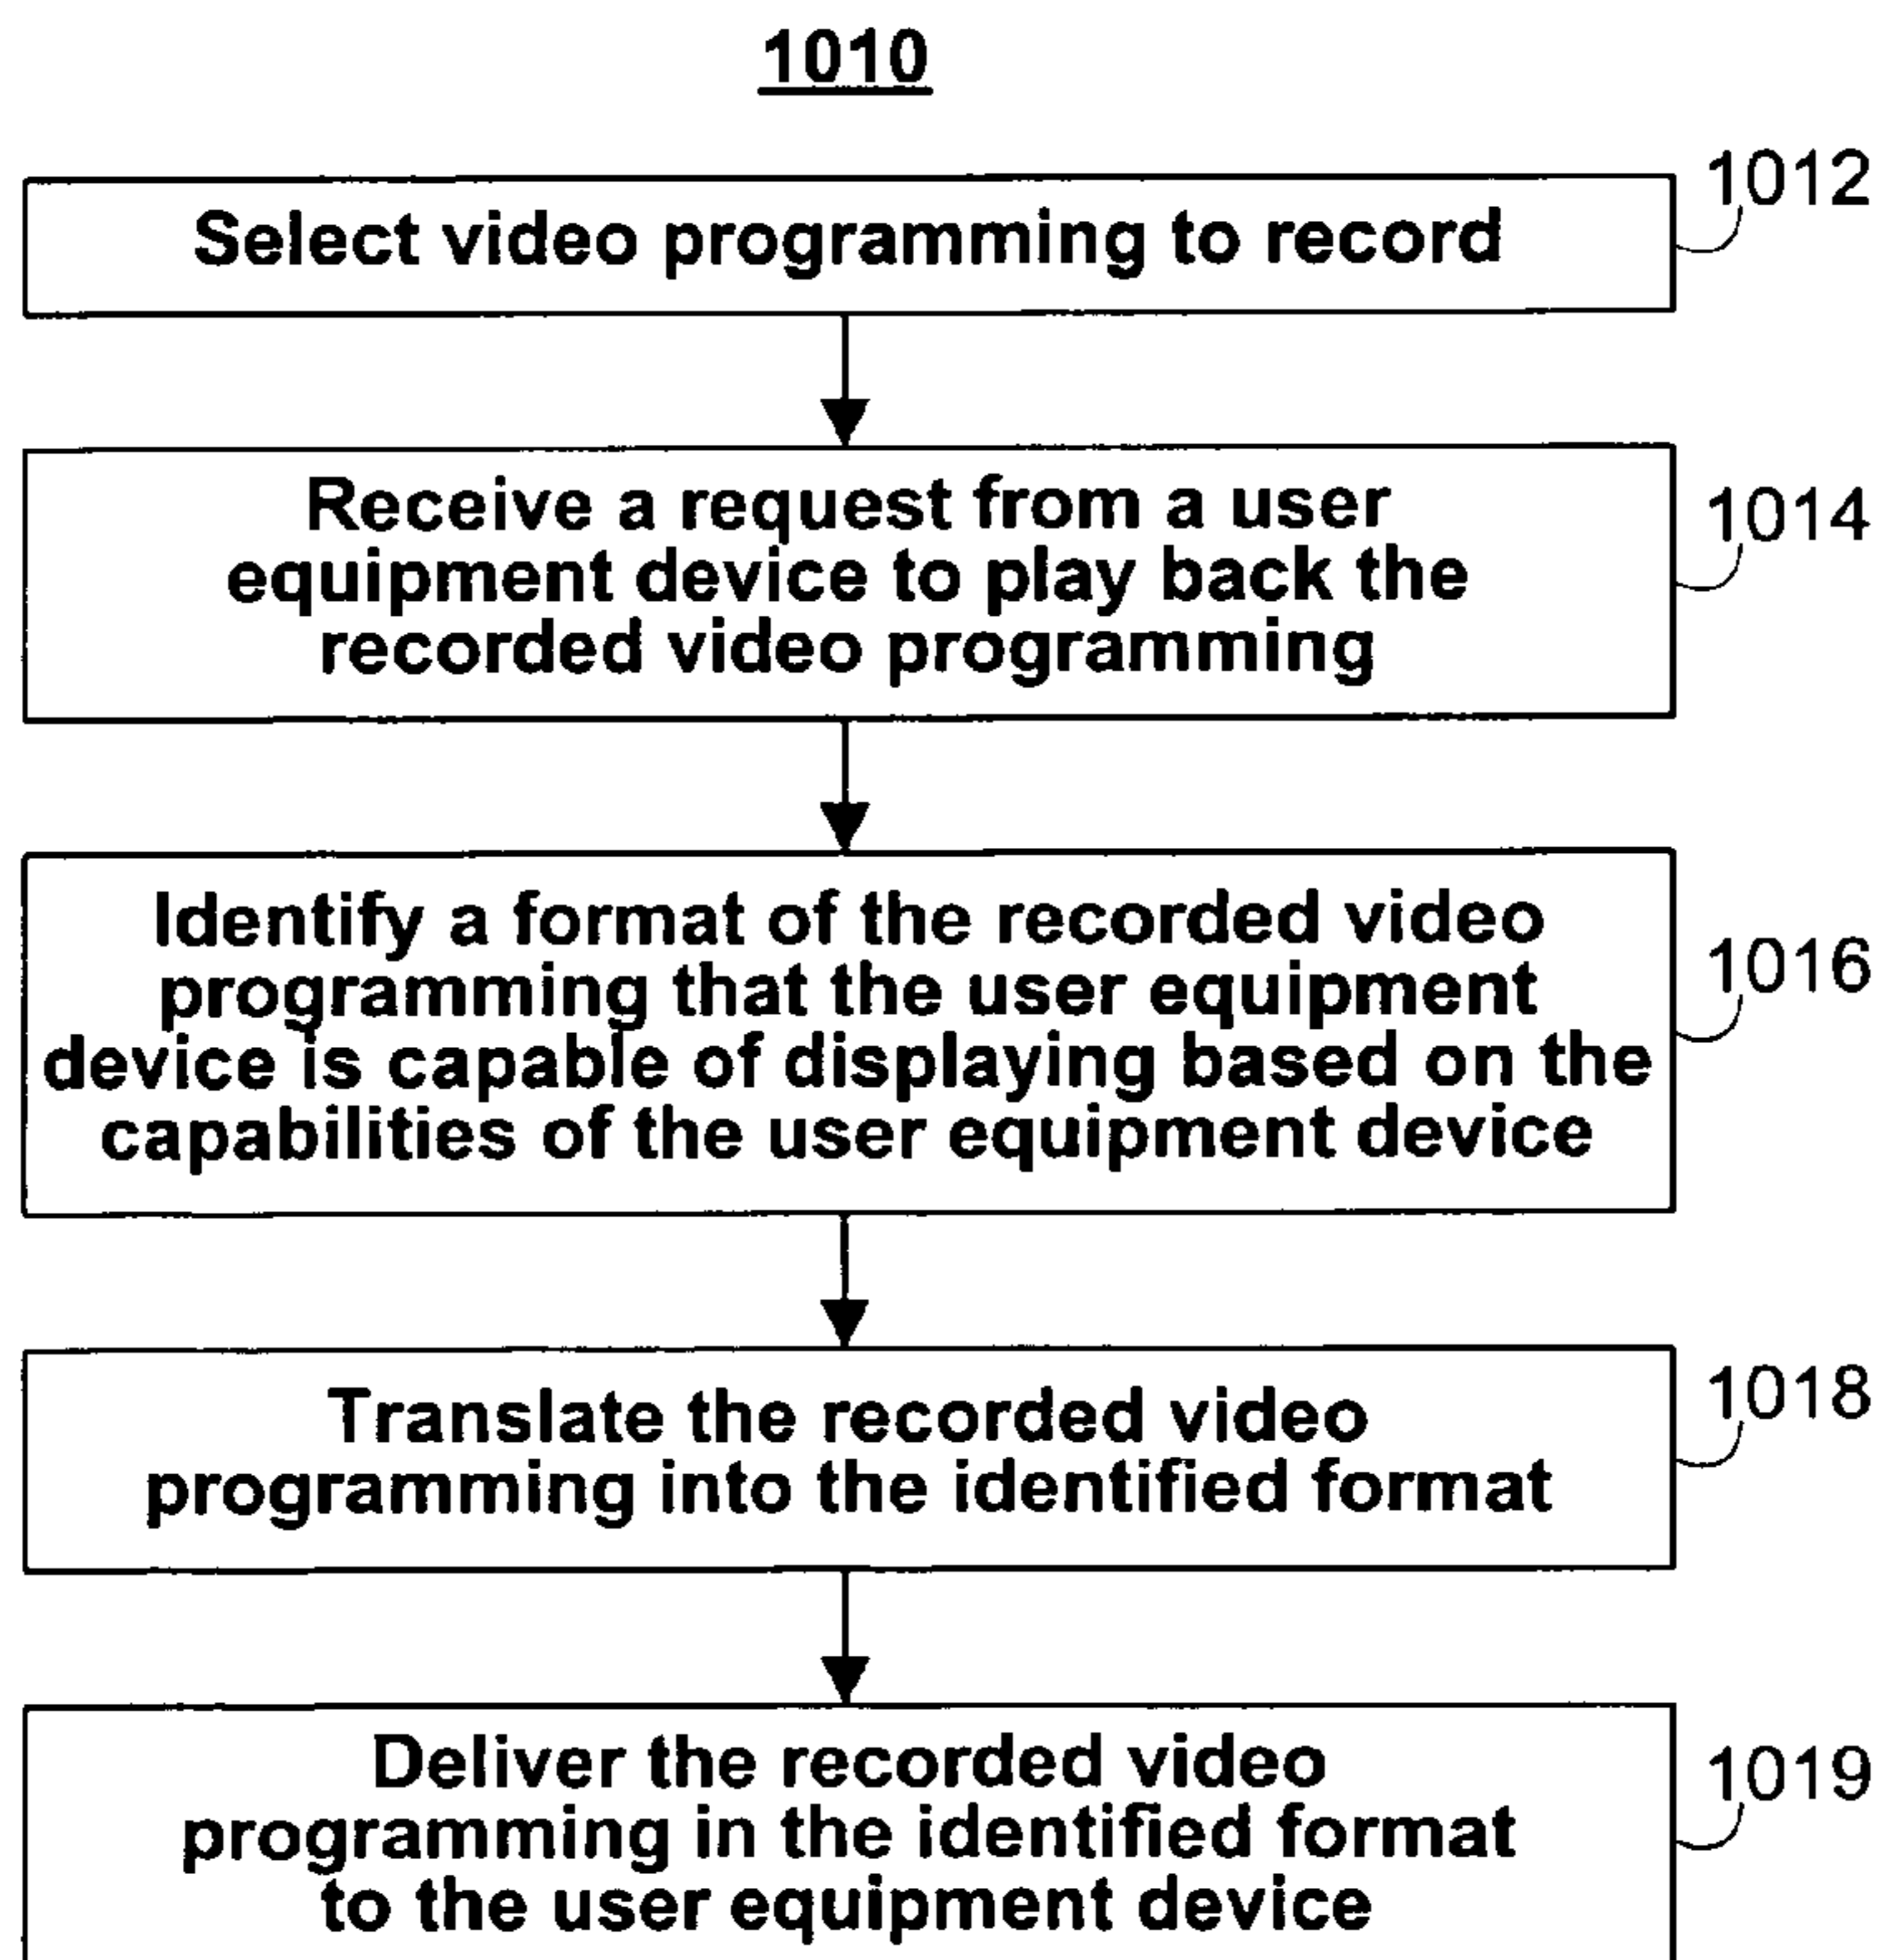 1010
Select video programming to record
1012
Receive a request from a user
equipment device to play back the
recorded video programming
1014
Identify a format of the recorded video
programming that the user equipment
device is capable of displaying based on the
capabilities of the user equipment device
1016
Translate the recorded video
programming into the identified format
1018
Deliver the recorded video
programming in the identified format
to the user equipment device
1019